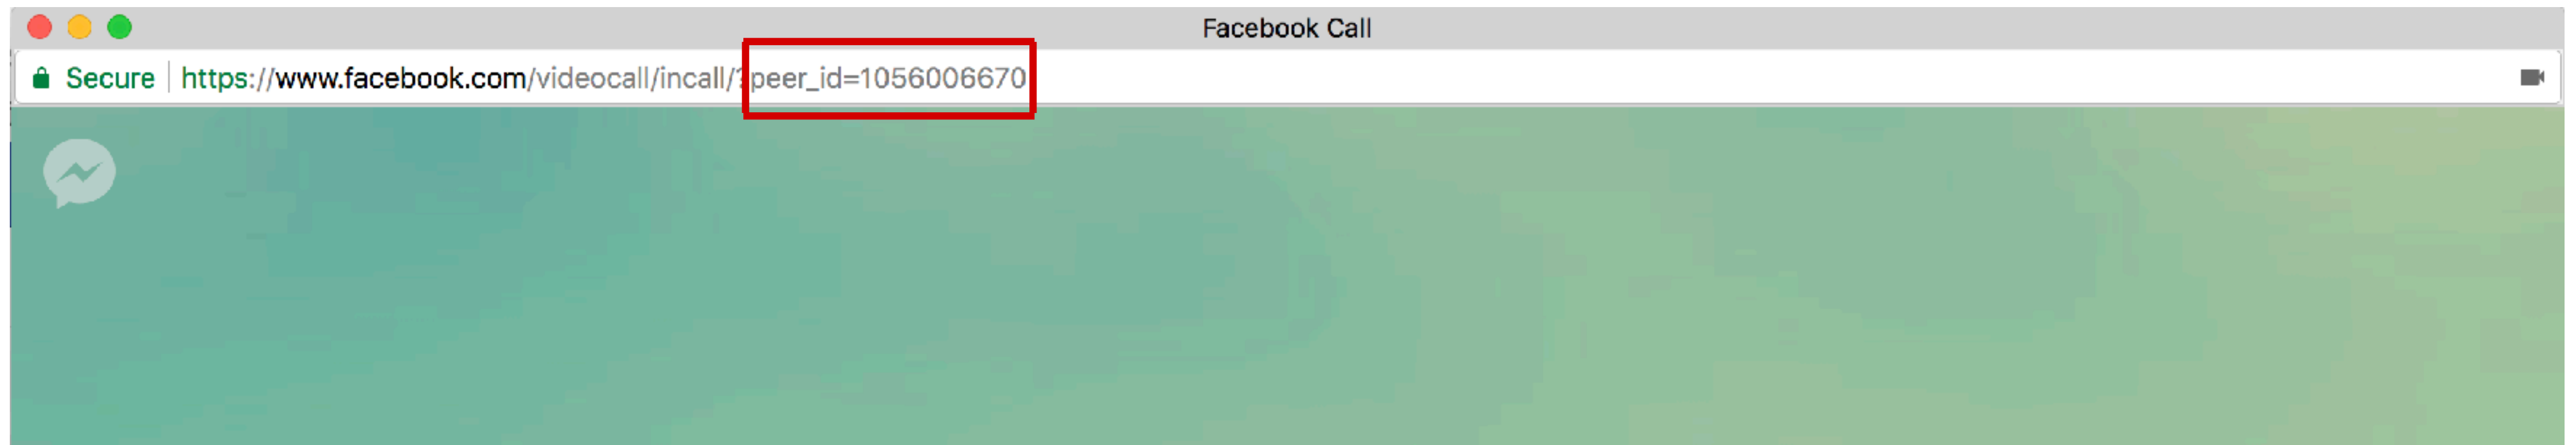 Facebook Call
Secure https://www.facebook.com/videocall/incall/?peer_id=1056006670